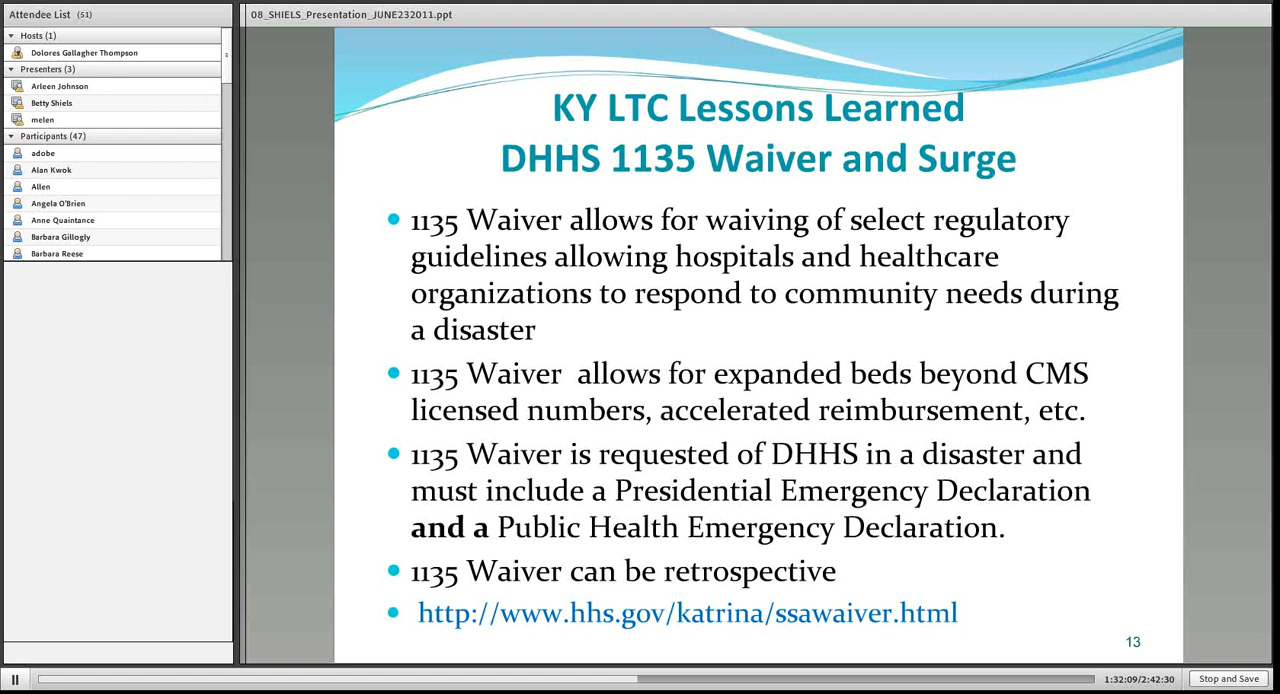 Attendee List (51)
Hosts (1)
Dolores Gallagher Thompson
Presenters (3)
Arleen Johnson
Betty Shiels
melen
Participants (47)
adobe
Alan Kwok
Allen
Angela O'Brien
Anne Quaintance
Barbara Gillogly
Barbara Reese
08_SHIELS_Presentation_JUNE232011.ppt
KY LTC Lessons Learned
DHHS 1135 Waiver and Surge
1135 Waiver allows for waiving of select regulatory
guidelines allowing hospitals and healthcare
organizations to respond to community needs during
a disaster
1135 Waiver  allows for expanded beds beyond CMS
licensed numbers, accelerated reimbursement, etc.
1135 Waiver is requested of DHHS in a disaster and
must include a Presidential Emergency Declaration
and a Public Health Emergency Declaration.
1135 Waiver can be retrospective
http://www.hhs.gov/katrina/ssawaiver.html
13
1:32:09/2:42:30
Stop and Save